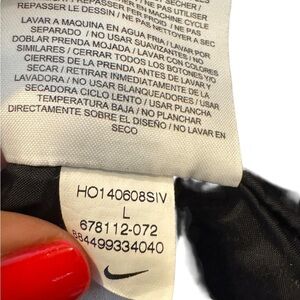 REPASSER FER FROID / NE PAS NETTOYER A SEC
LAVAR A MAQUINA EN AGUA FRIA / LAVAR POR
SEPARADO / NO USAR SUAVIZANTES / NO
DOBLAR PRENDA MOJADA / LAVAR CON COLORES
SIMILARES / CERRAR TODOS LOS BOTONES Y/O
CIERRES DE LA PRENDA ANTES DE LAVAR Y
SECAR / RETIRAR INMEDIATAMENTE DE LA
LAVADORA / NO USAR BLANQUEADORES / USAR
SECADORA CICLO LENTO / USAR PLANCHA
TEMPERATURA BAJA / NO PLANCHAR
DIRECTAMENTE SOBRE EL DISEÑO / NO LAVAR EN
SECO
HO140608SIV
L
678112-072
884499334040